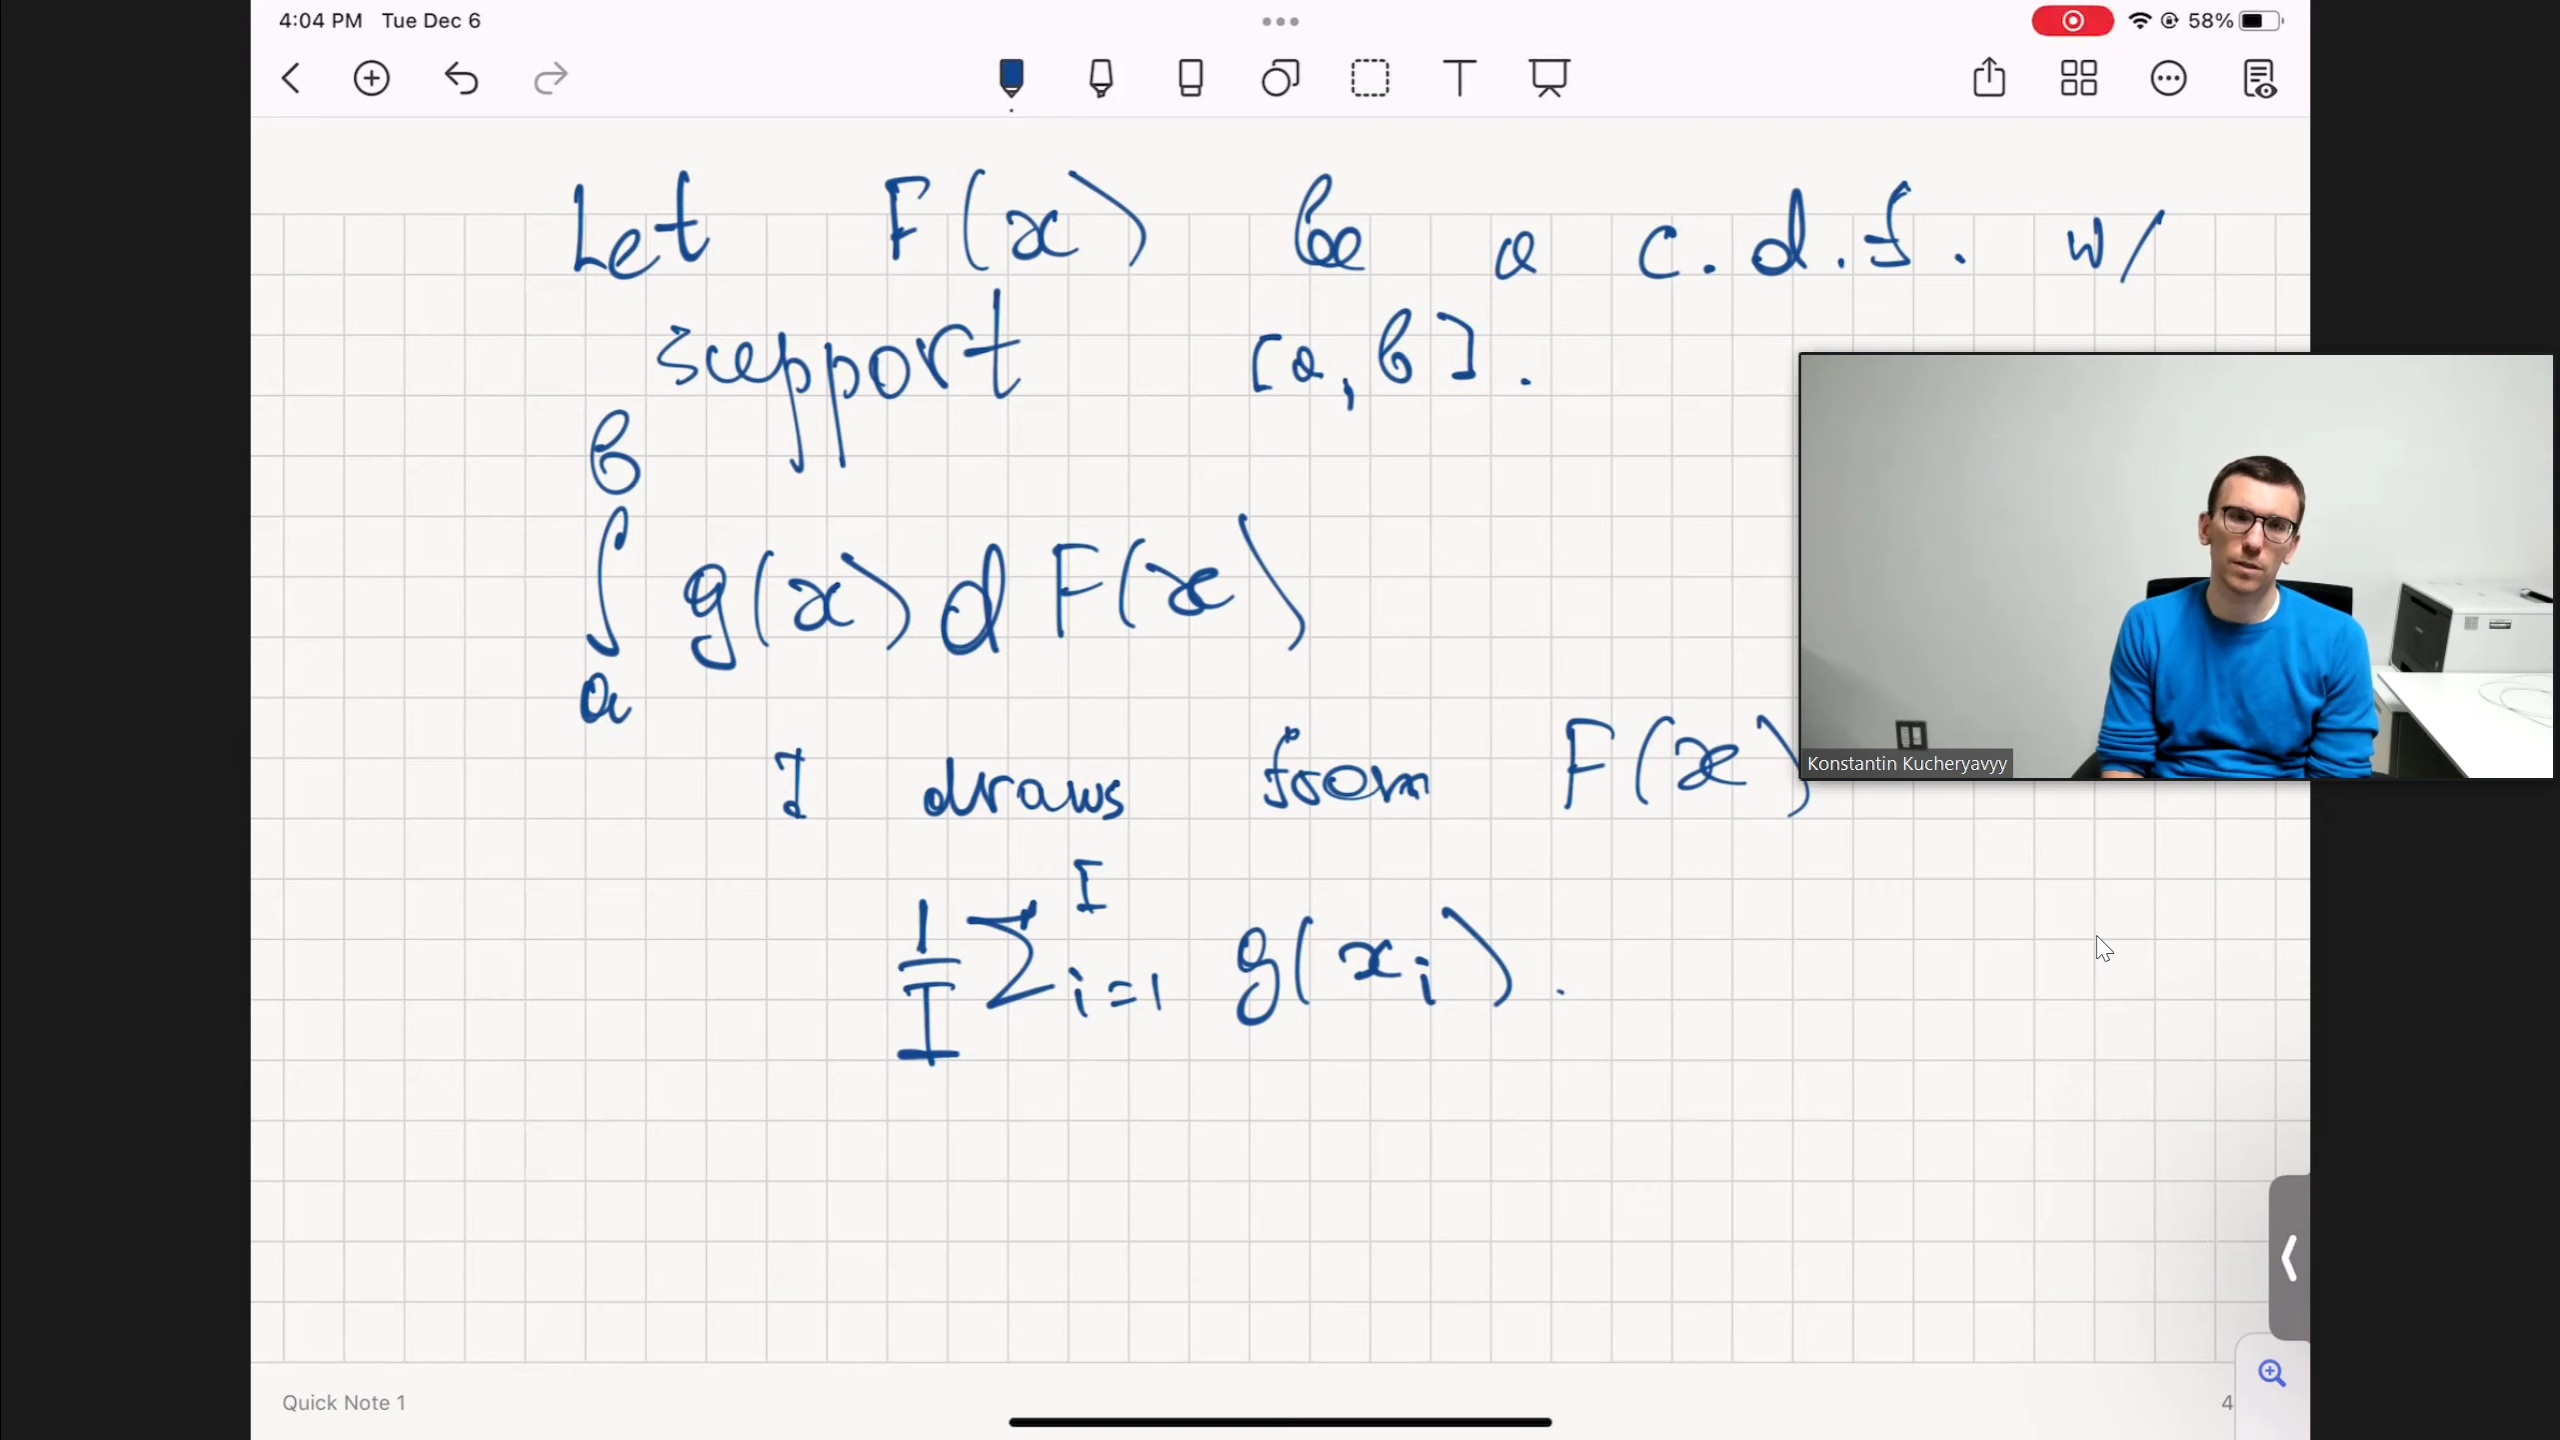 4:04 PM Tue Dec 6
58%
Let F(x) be a c.d.f. w/
support [a, b].
∫_a^b g(x) d F(x)
I draws from F(x)
1/I ∑_{i=1}^I g(x_i).
Konstantin Kucheryavyy
Quick Note 1
4